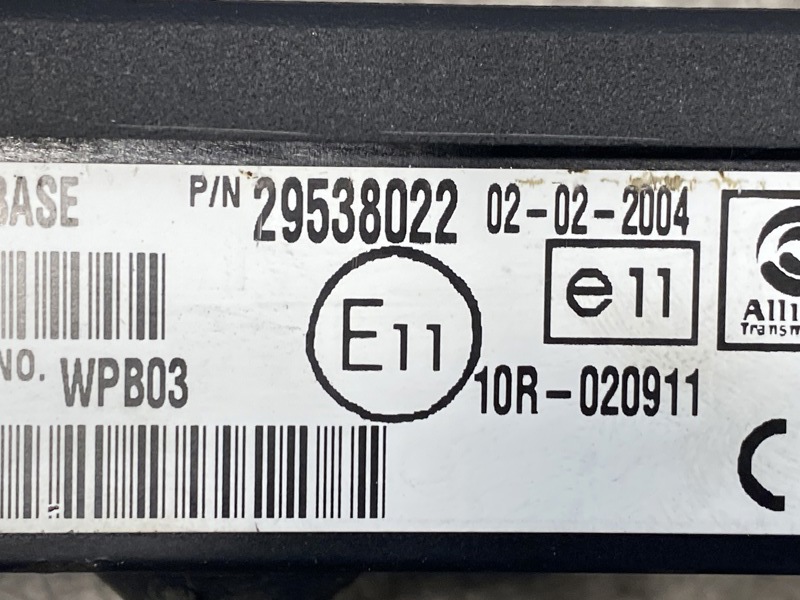 BASE P/N 29538022 02-02-2004
E11
e11
NO. WPB03
10R-020911